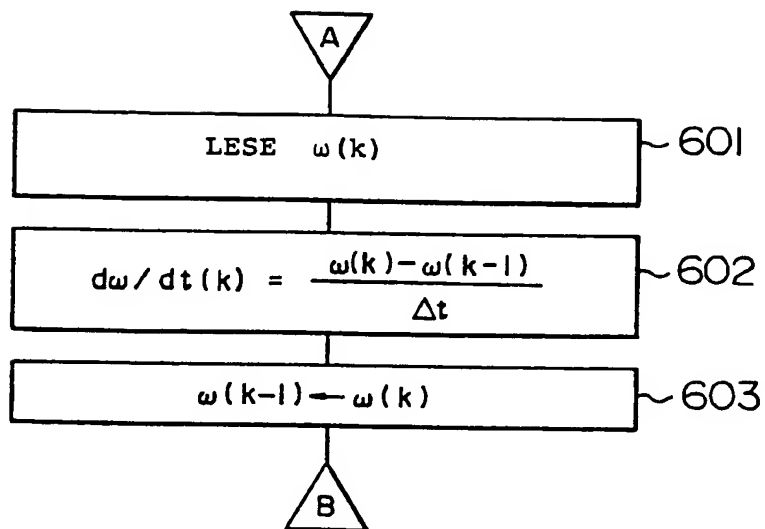 A
LESE ω(k)
601
dω/dt(k) = ω(k)-ω(k-1) / Δt
602
ω(k-1)←ω(k)
603
B